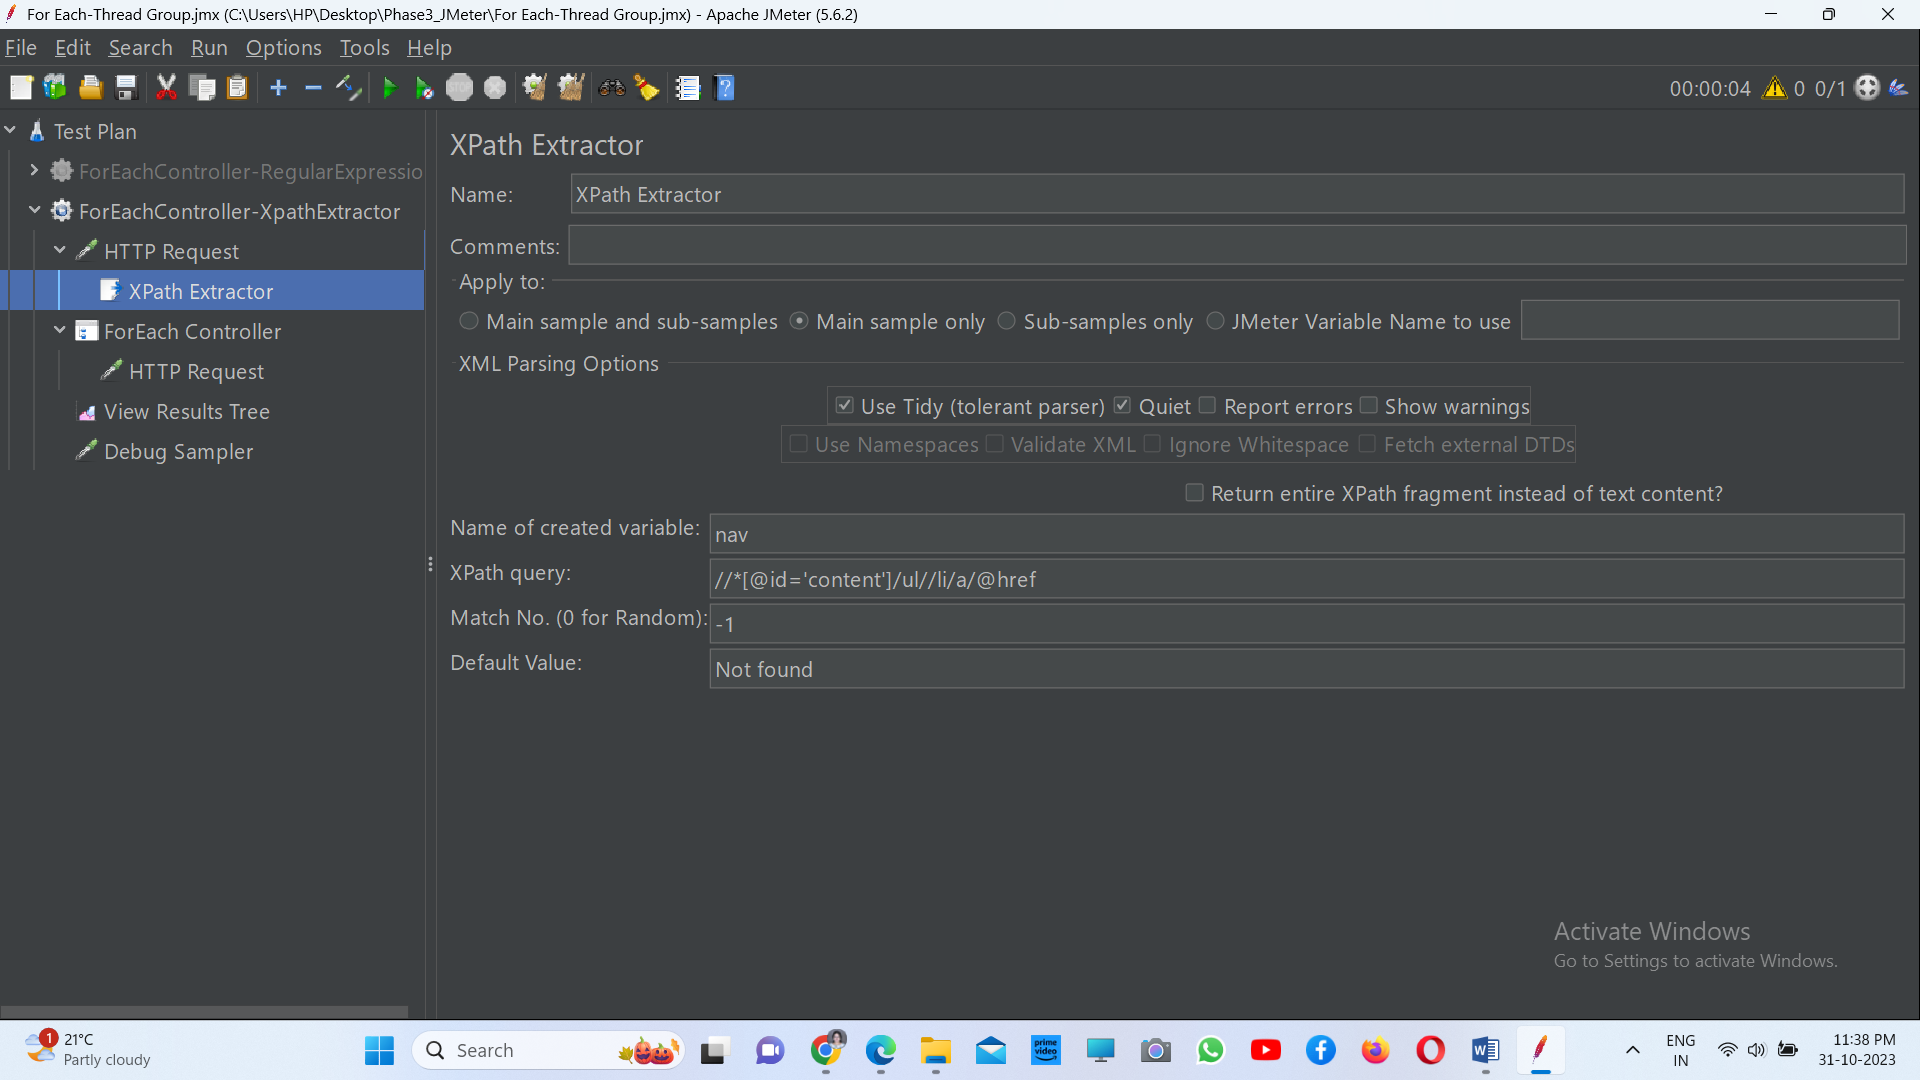 For Each-Thread Group.jmx (C:\Users\HP\Desktop\Phase3_JMeter\For Each-Thread Group.jmx) - Apache JMeter (5.6.2)
File Edit Search Run Options Tools Help
STOP
?
00:00:04 0 0/1
Test Plan
ForEachController-RegularExpressio
ForEachController-XpathExtractor
HTTP Request
XPath Extractor
ForEach Controller
HTTP Request
View Results Tree
Debug Sampler
XPath Extractor
Name: XPath Extractor
Comments:
Apply to:
Main sample and sub-samples Main sample only Sub-samples only JMeter Variable Name to use
XML Parsing Options
Use Tidy (tolerant parser) Quiet Report errors Show warnings
Use Namespaces Validate XML Ignore Whitespace Fetch external DTDs
Return entire XPath fragment instead of text content?
Name of created variable: nav
XPath query: //*[@id='content']/ul//li/a/@href
Match No. (0 for Random): -1
Default Value: Not found
Activate Windows
Go to Settings to activate Windows.
1
21°C
Partly cloudy
Search
prime video
ENG
IN
11:38 PM
31-10-2023